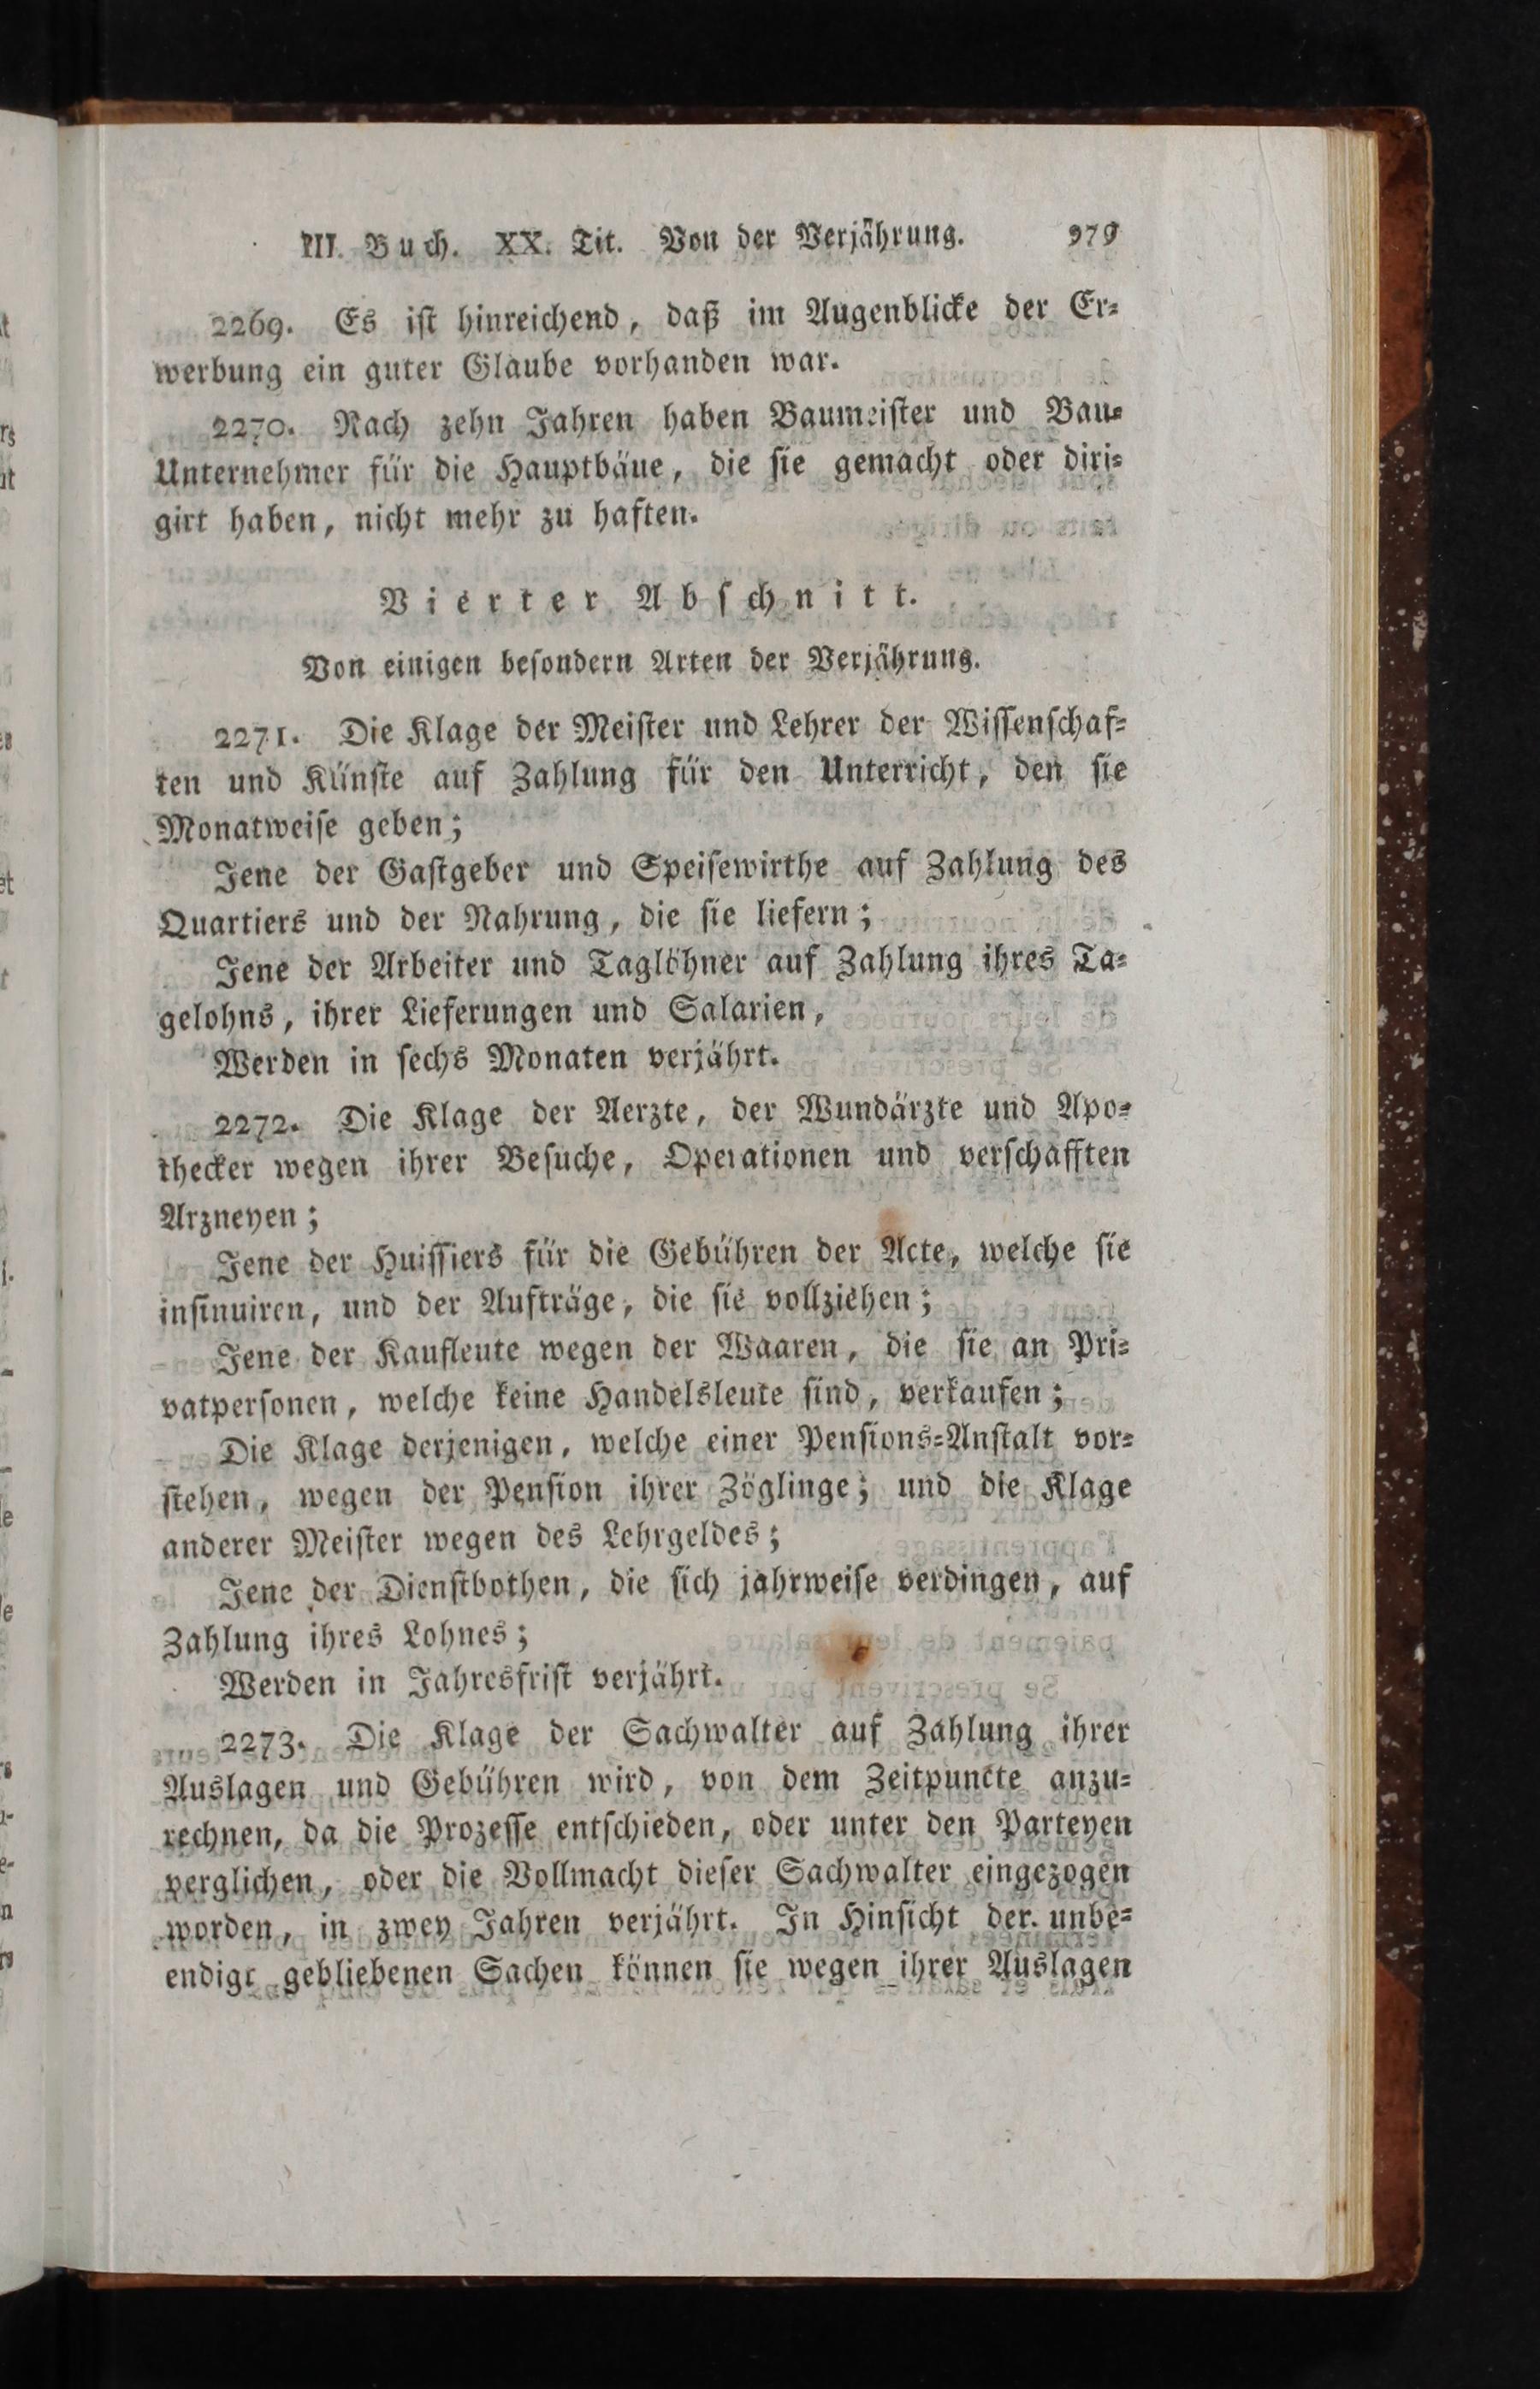 III. Buch. XX. Tit. Von der Verjährung. 979
2269. Es ist hinreichend, daß im Augenblicke der Er-
werbung ein guter Glaube vorhanden war.
2270. Nach zehn Jahren haben Baumeister und Bau-
Unternehmer für die Hauptbäue, die sie gemacht oder diri-
girt haben, nicht mehr zu haften.
Vierter Abschnitt.
Von einigen besondern Arten der Verjährung.
2271. Die Klage der Meister und Lehrer der Wissenschaf-
ten und Künste auf Zahlung für den Unterricht, den sie
Monatweise geben;
Jene der Gastgeber und Speisewirthe auf Zahlung des
Quartiers und der Nahrung, die sie liefern;
Jene der Arbeiter und Taglöhner auf Zahlung ihres Ta-
gelohns, ihrer Lieferungen und Salarien,
Werden in sechs Monaten verjährt.
2272. Die Klage der Aerzte, der Wundärzte und Apo-
thecker wegen ihrer Besuche, Operationen und verschafften
Arzneyen;
Jene der Huissiers für die Gebühren der Acte, welche sie
insinuiren, und der Aufträge, die sie vollziehen;
Jene der Kaufleute wegen der Waaren, die sie an Pri-
vatpersonen, welche keine Handelsleute sind, verkaufen;
Die Klage derjenigen, welche einer Pensions-Anstalt vor-
stehen, wegen der Pension ihrer Zöglinge; und die Klage
anderer Meister wegen des Lehrgeldes;
Jene der Dienstbothen, die sich jahrweise verdingen, auf
Zahlung ihres Lohnes;
Werden in Jahresfrist verjährt.
2273. Die Klage der Sachwalter auf Zahlung ihrer
Auslagen und Gebühren wird, von dem Zeitpuncte anzu-
rechnen, da die Prozesse entschieden, oder unter den Parteyen
verglichen, oder die Vollmacht dieser Sachwalter eingezogen
worden, in zwey Jahren verjährt. In Hinsicht der unbe-
endigt gebliebenen Sachen können sie wegen ihrer Auslagen